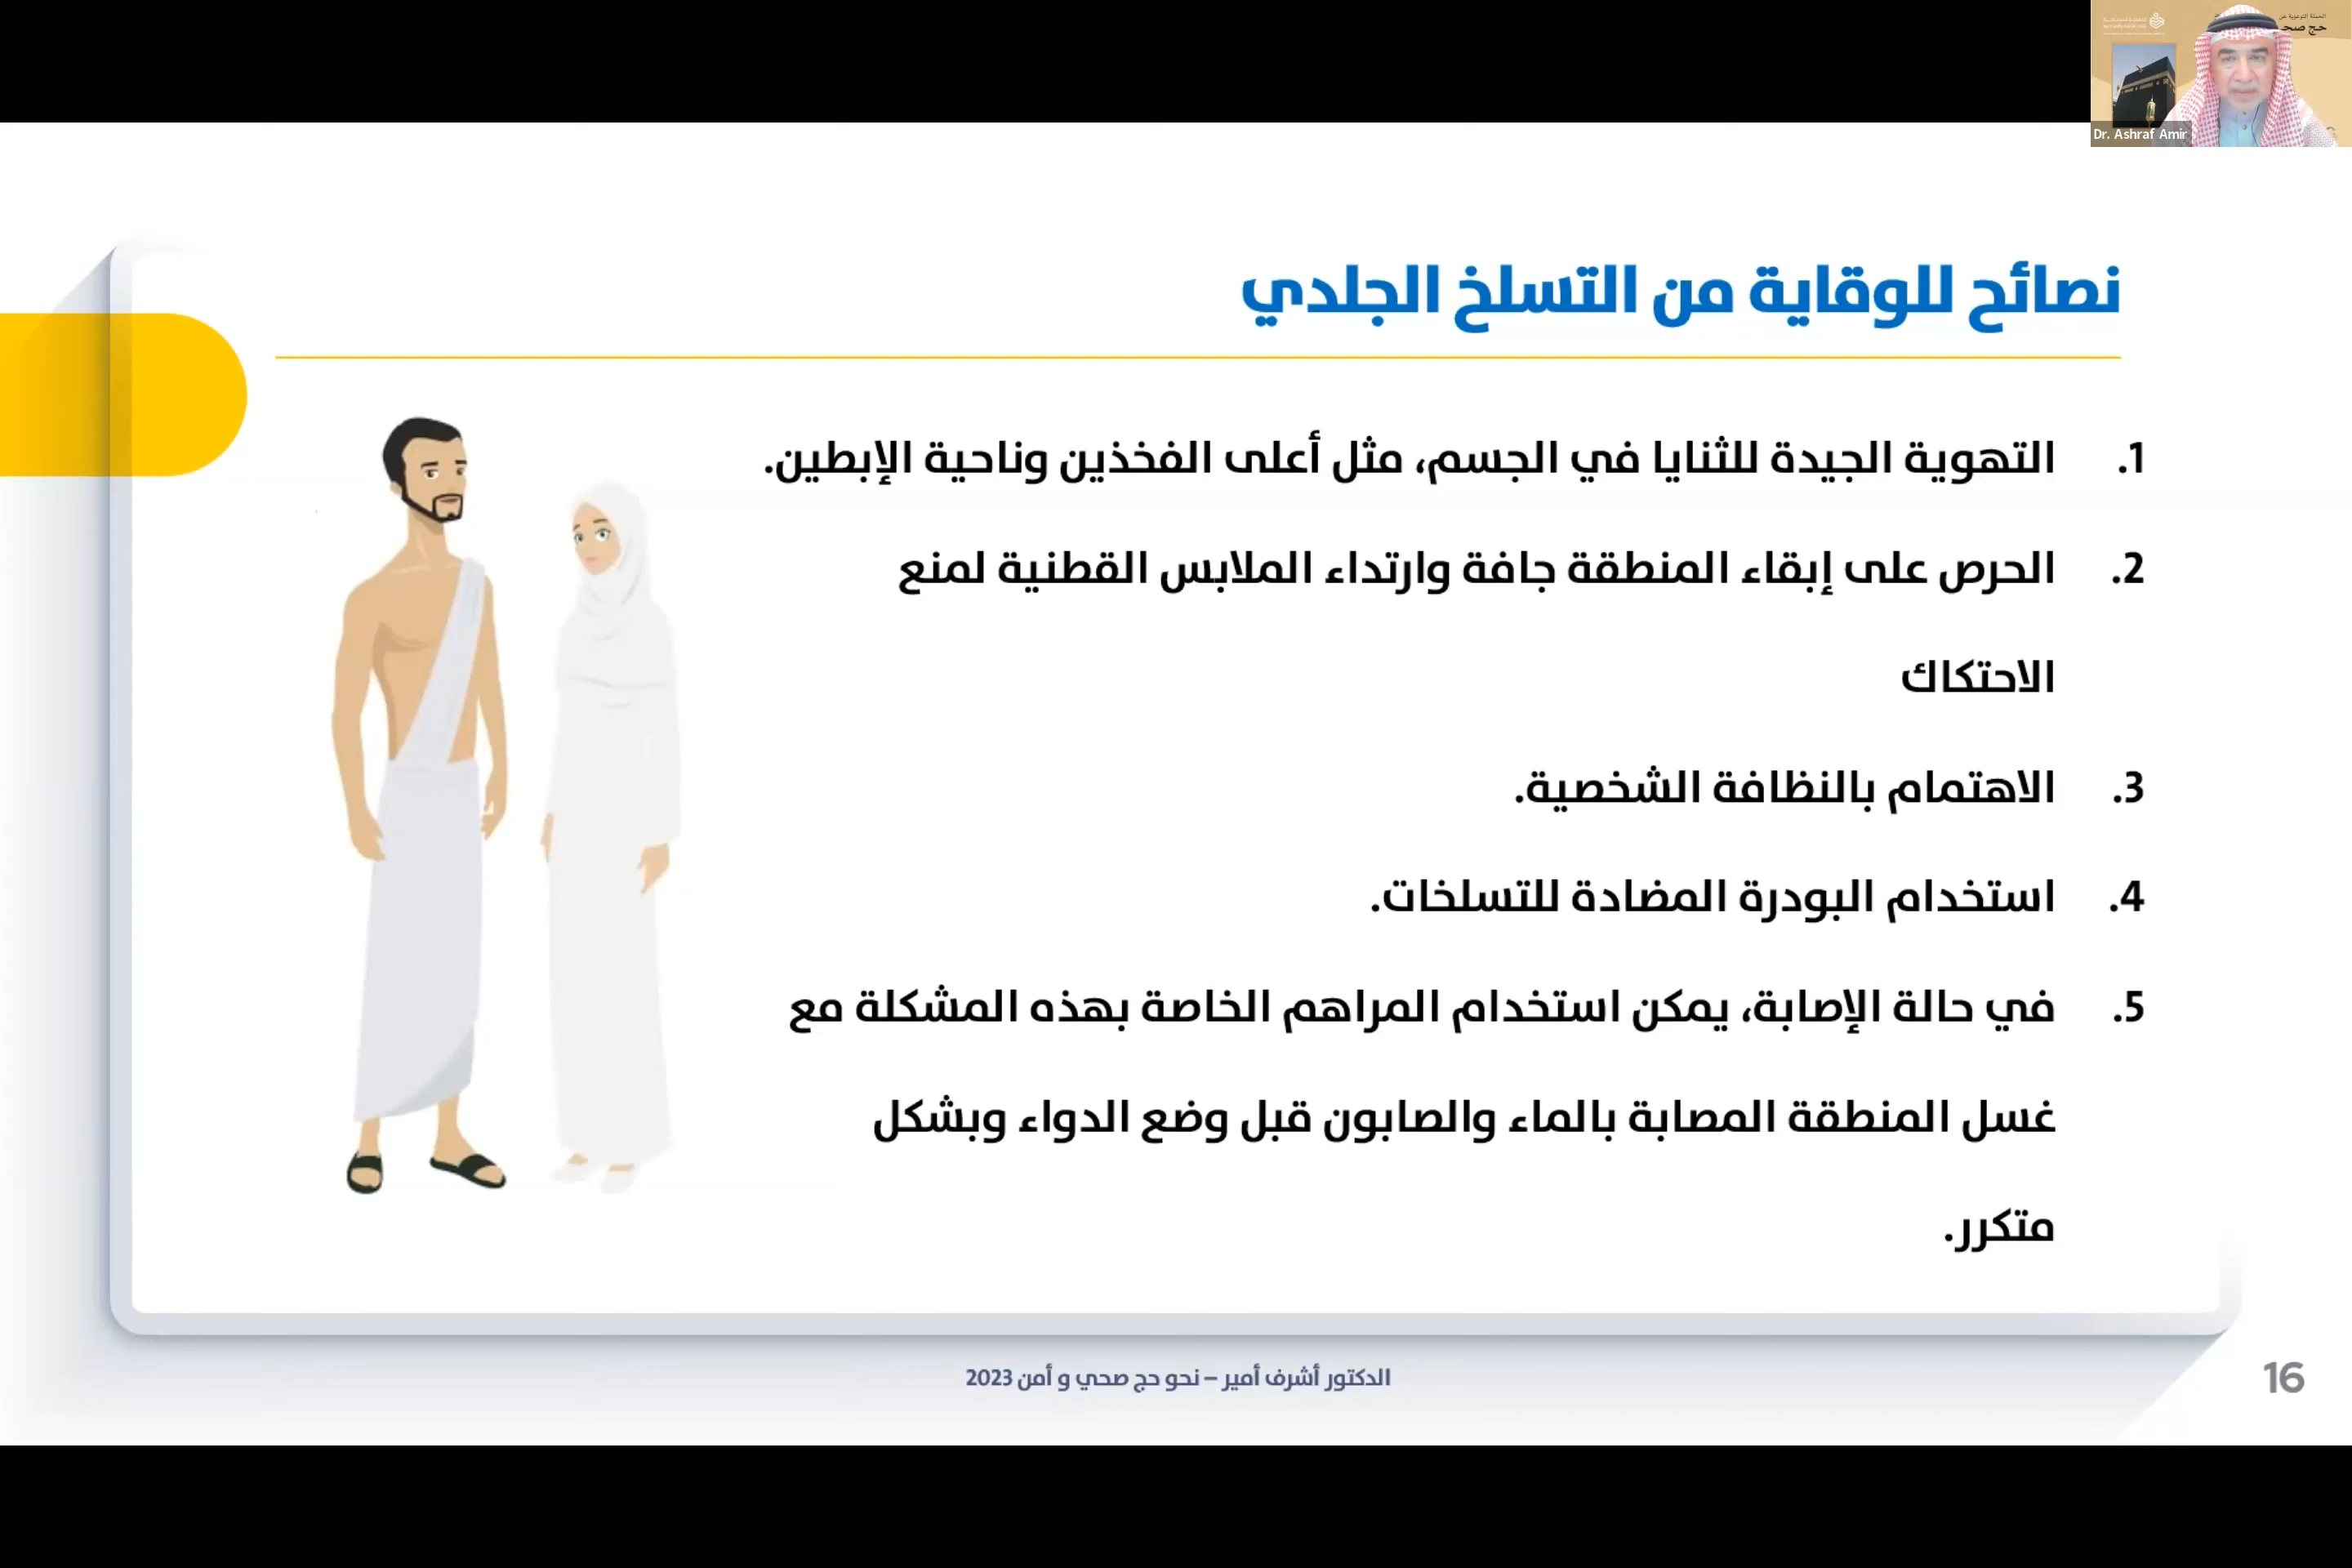 حج صحي
Dr. Ashraf Amir
نصائح للوقاية من التسلخ الجلدي
1. التهوية الجيدة للثنايا في الجسم، مثل أعلى الفخذين وناحية الإبطين.
2. الحرص على إبقاء المنطقة جافة وارتداء الملابس القطنية لمنع
الاحتكاك
3. الاهتمام بالنظافة الشخصية.
4. استخدام البودرة المضادة للتسلخات.
5. في حالة الإصابة، يمكن استخدام المراهم الخاصة بهذه المشكلة مع
غسل المنطقة المصابة بالماء والصابون قبل وضع الدواء وبشكل
متكرر.
الدكتور أشرف أمير – نحو حج صحي و أمن 2023
16